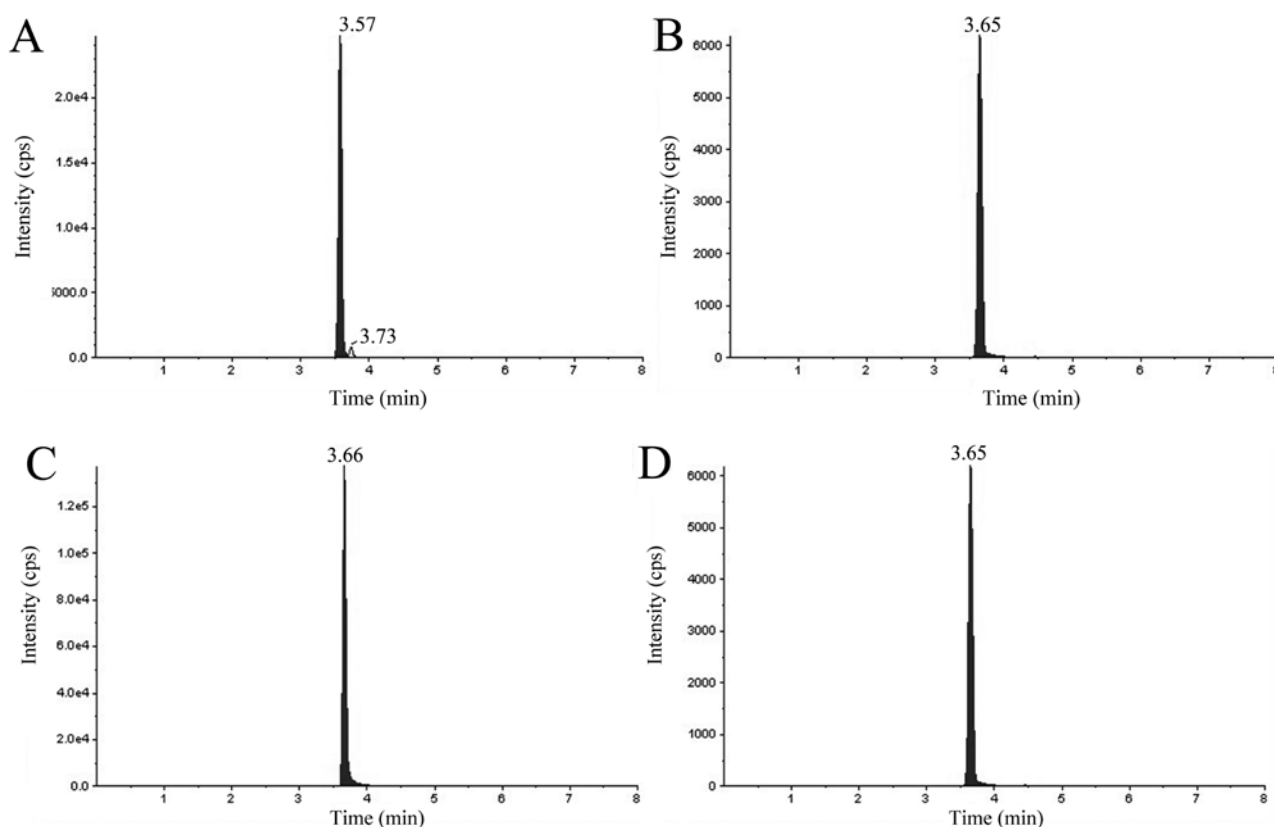 A
3.57
Intensity (cps)
2.0e4
1.5e4
1.0e4
5000.0
0.0
3.73
1 2 3 4 5 6 7 8
Time (min)
B
3.65
Intensity (cps)
6000
5000
4000
3000
2000
1000
0
1 2 3 4 5 6 7 8
Time (min)
C
3.66
Intensity (cps)
1.2e5
1.0e5
8.0e4
6.0e4
4.0e4
2.0e4
0.0
1 2 3 4 5 6 7 8
Time (min)
D
3.65
Intensity (cps)
6000
5000
4000
3000
2000
1000
0
1 2 3 4 5 6 7 8
Time (min)